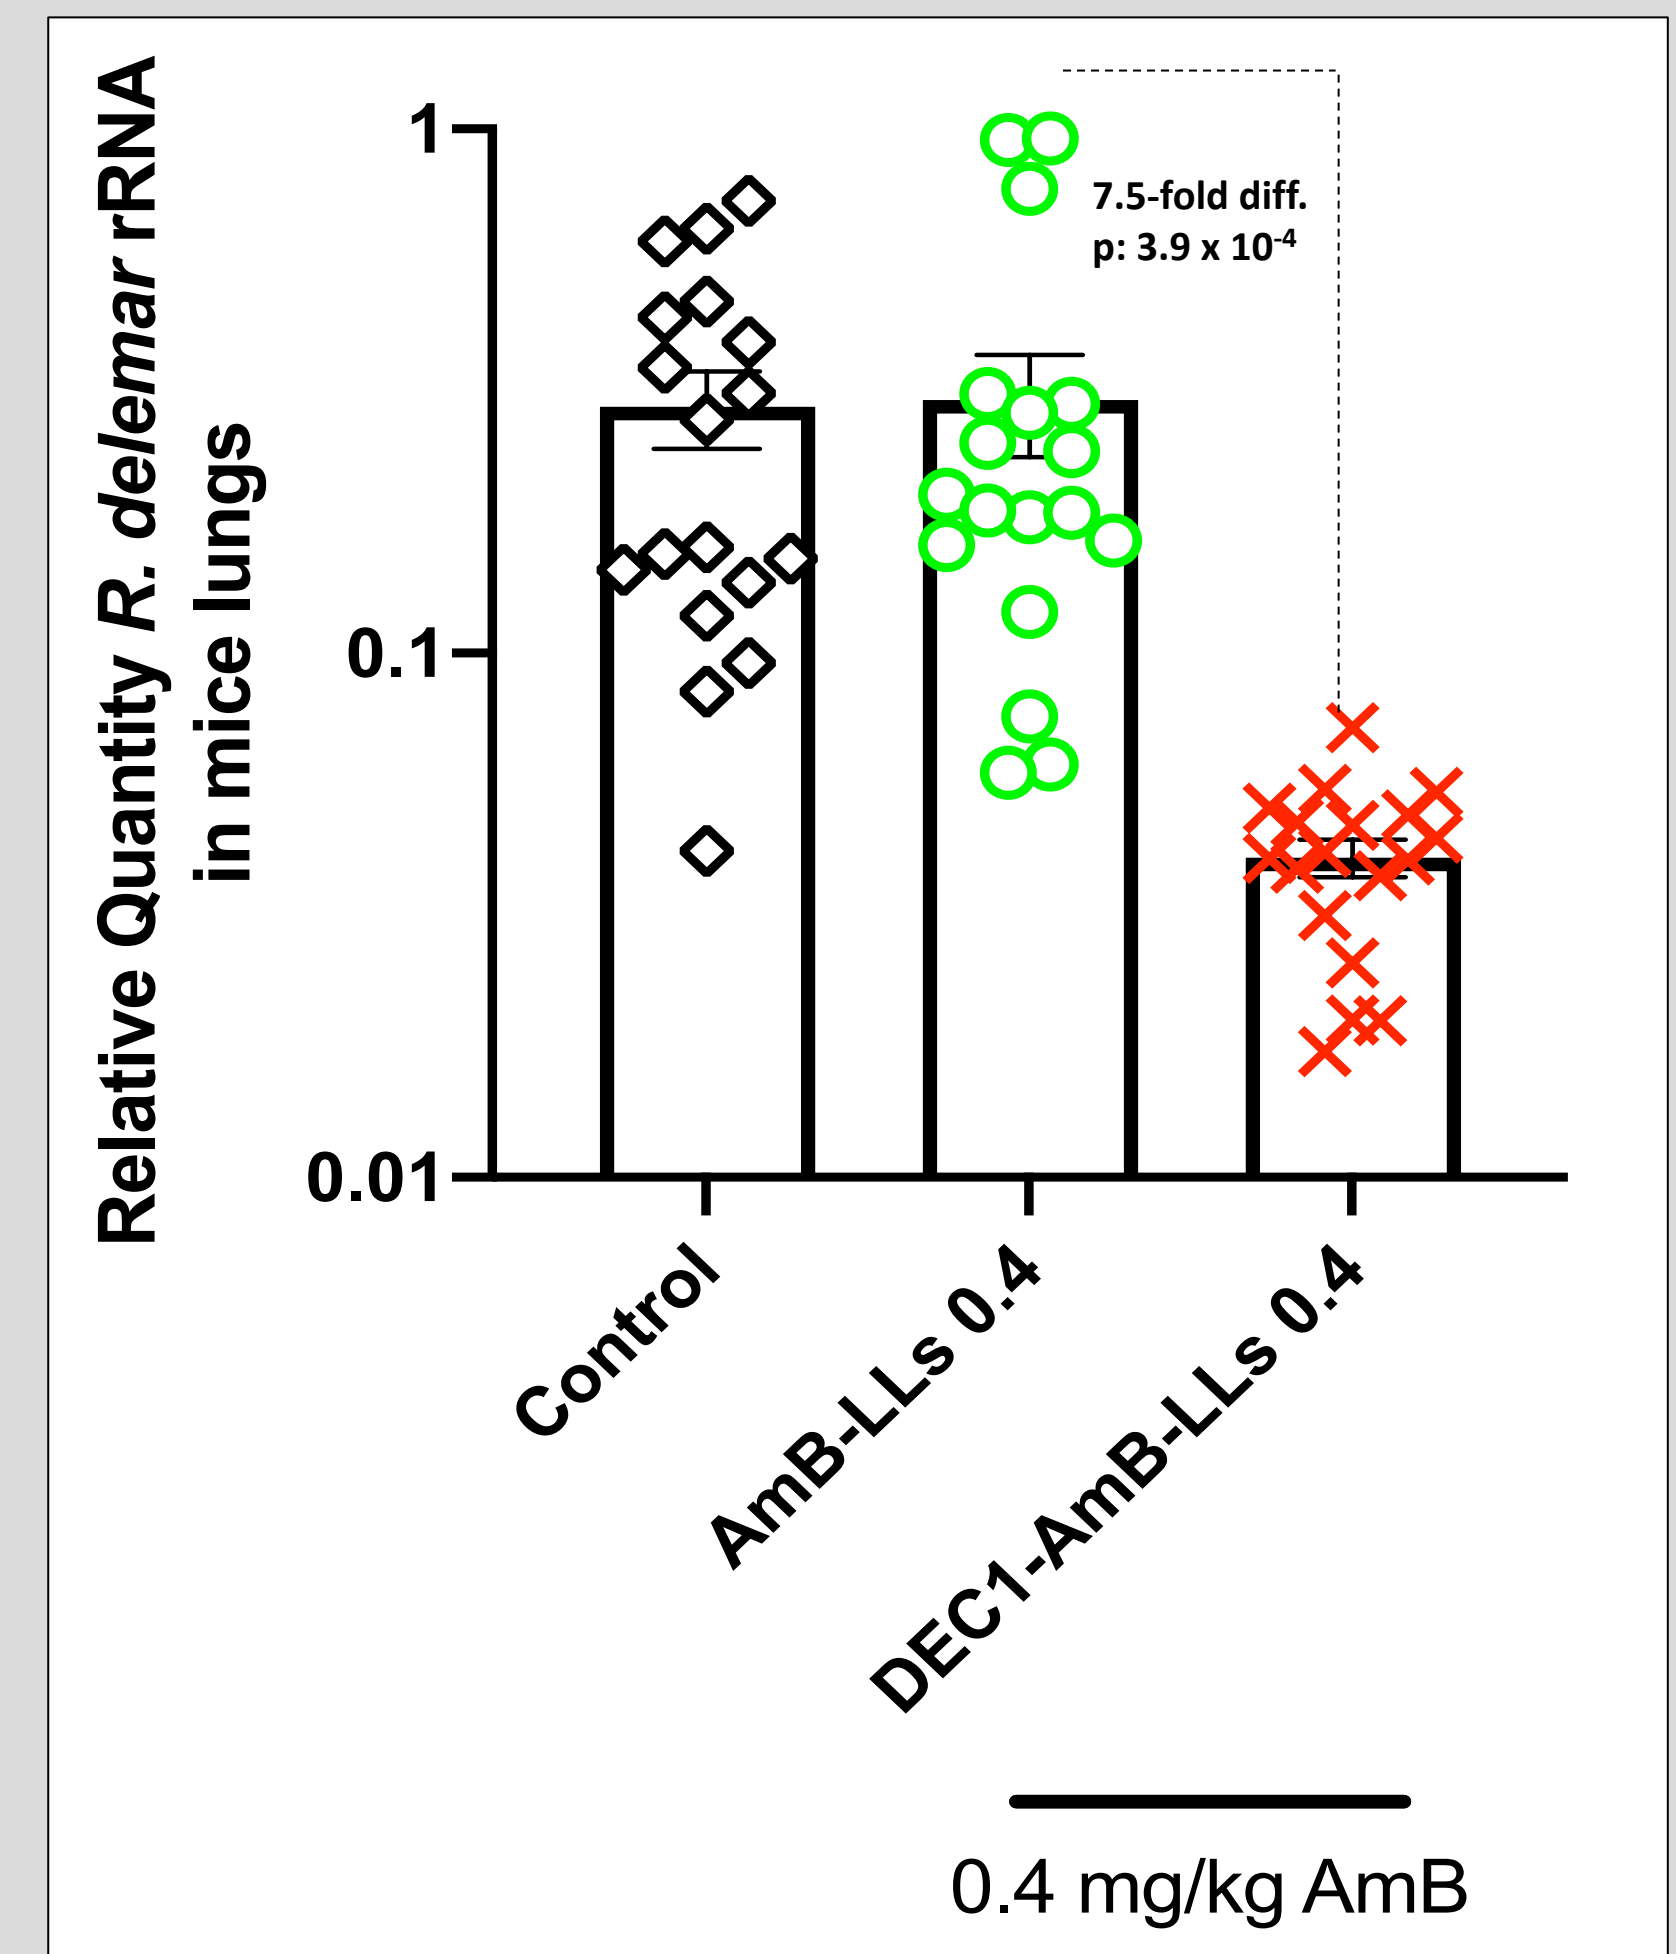 Relative Quantity R. delemar rRNA
in mice lungs
1
0.1
0.01
7.5-fold diff.
p: 3.9 x 10⁻⁴
Control
AmB-LLs 0.4
DEC1-AmB-LLs 0.4
0.4 mg/kg AmB